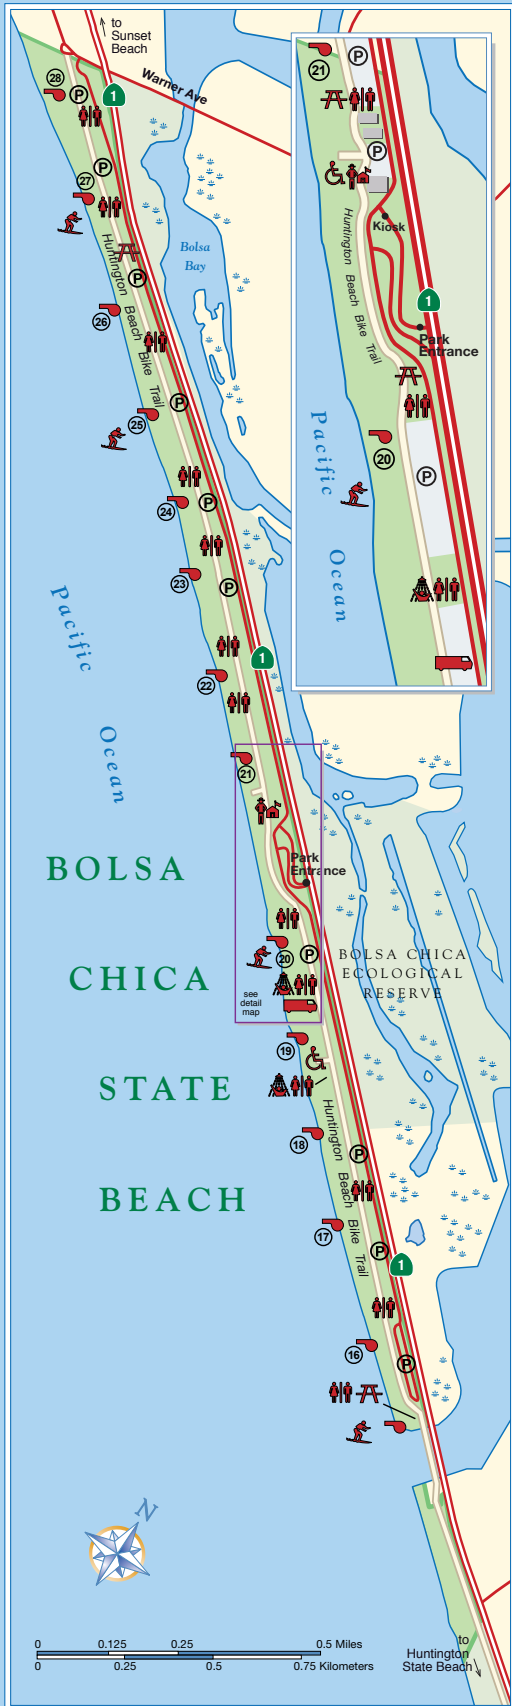 to
Sunset
Beach
Warner Ave
1
28
P
P
27
Huntington Beach Bike Trail
P
26
Bolsa
Bay
25
P
24
P
23
P
22
1
21
Park
Entrance
20
P
see
detail
map
BOLSA CHICA
ECOLOGICAL
RESERVE
19
18
Huntington Beach Bike Trail
P
17
P
1
16
P
Pacific
Ocean
BOLSA
CHICA
STATE
BEACH
21
P
P
Kiosk
Huntington Beach Bike Trail
1
Park
Entrance
20
P
Pacific
Ocean
N
0 0.125 0.25 0.5 Miles
0 0.25 0.5 0.75 Kilometers
to
Huntington
State Beach